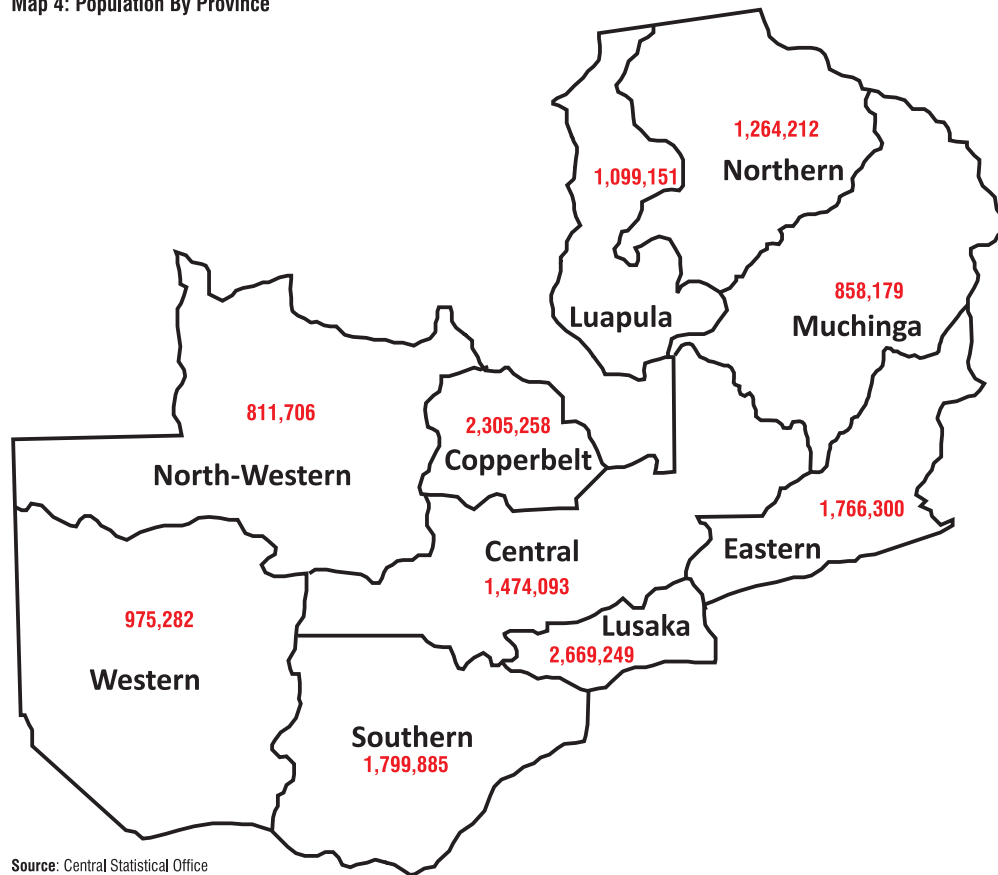 Map 4: Population By Province
1,264,212
Northern
1,099,151
Luapula
858,179
Muchinga
811,706
North-Western
2,305,258
Copperbelt
1,766,300
Eastern
Central
1,474,093
Lusaka
2,669,249
975,282
Western
Southern
1,799,885
Source: Central Statistical Office